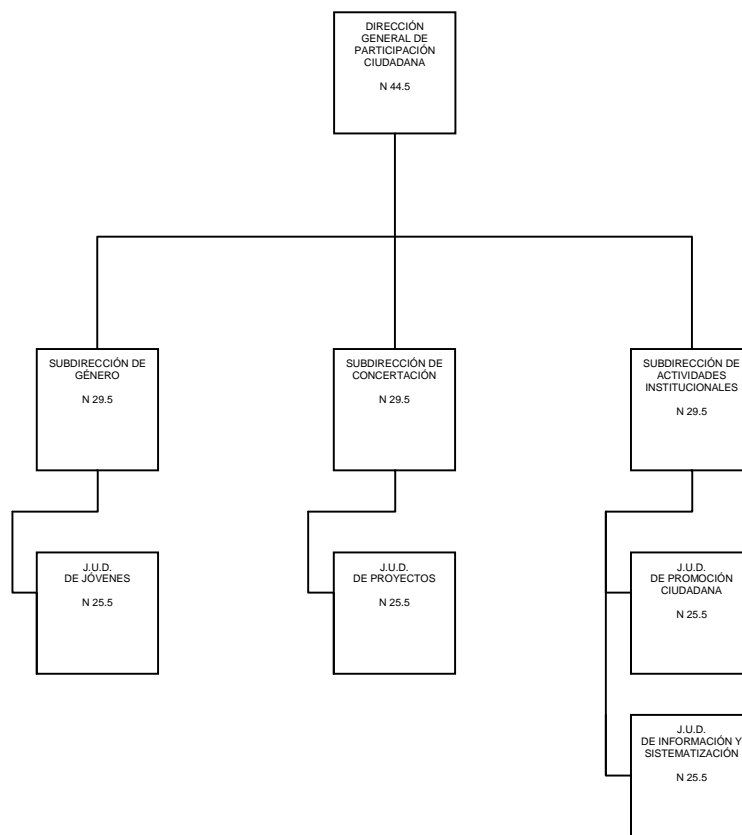 DIRECCIÓN
GENERAL DE
PARTICIPACIÓN
CIUDADANA
N 44.5
SUBDIRECCIÓN DE
GÉNERO
N 29.5
SUBDIRECCIÓN DE
CONCERTACIÓN
N 29.5
SUBDIRECCIÓN DE
ACTIVIDADES
INSTITUCIONALES
N 29.5
J.U.D.
DE JÓVENES
N 25.5
J.U.D.
DE PROYECTOS
N 25.5
J.U.D.
DE PROMOCIÓN
CIUDADANA
N 25.5
J.U.D.
DE INFORMACIÓN Y
SISTEMATIZACIÓN
N 25.5